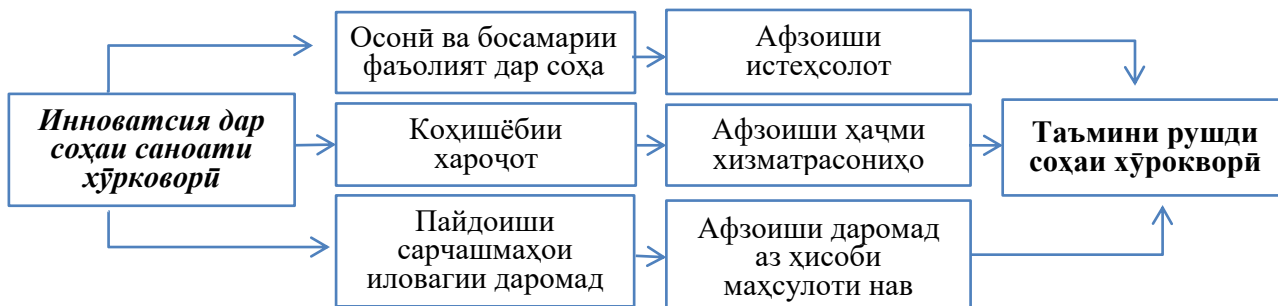 Инноватсия дар
соҳаи саноати
хӯрковорӣ
Осонӣ ва босамарии
фаъолият дар соҳа
Афзоиши
истеҳсолот
Коҳишёбии
хароҷот
Афзоиши ҳаҷми
хизматрасониҳо
Пайдоиши
сарчашмаҳои
иловагии даромад
Афзоиши даромад
аз ҳисоби
маҳсулоти нав
Таъмини рушди
соҳаи хӯрокворӣ